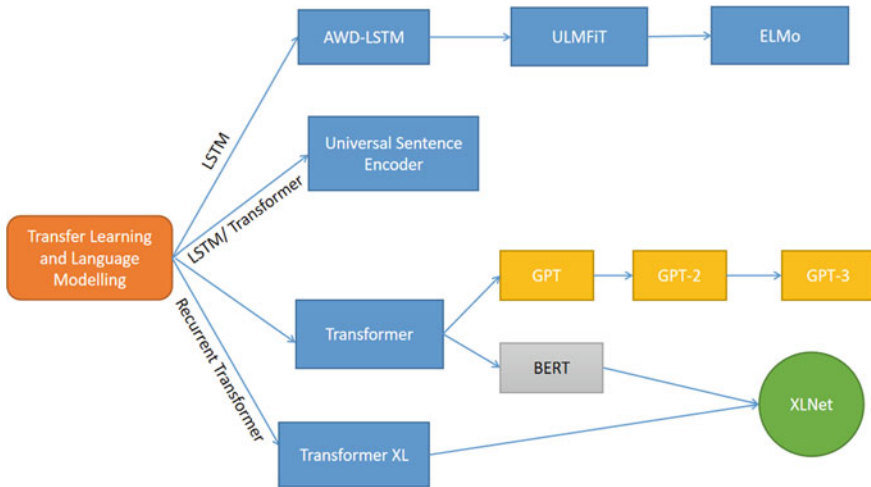 AWD-LSTM
ULMFiT
ELMo
LSTM
Universal Sentence
Encoder
LSTM/ Transformer
Transfer Learning
and Language
Modelling
GPT
GPT-2
GPT-3
Recurrent Transformer
Transformer
BERT
XLNet
Transformer XL